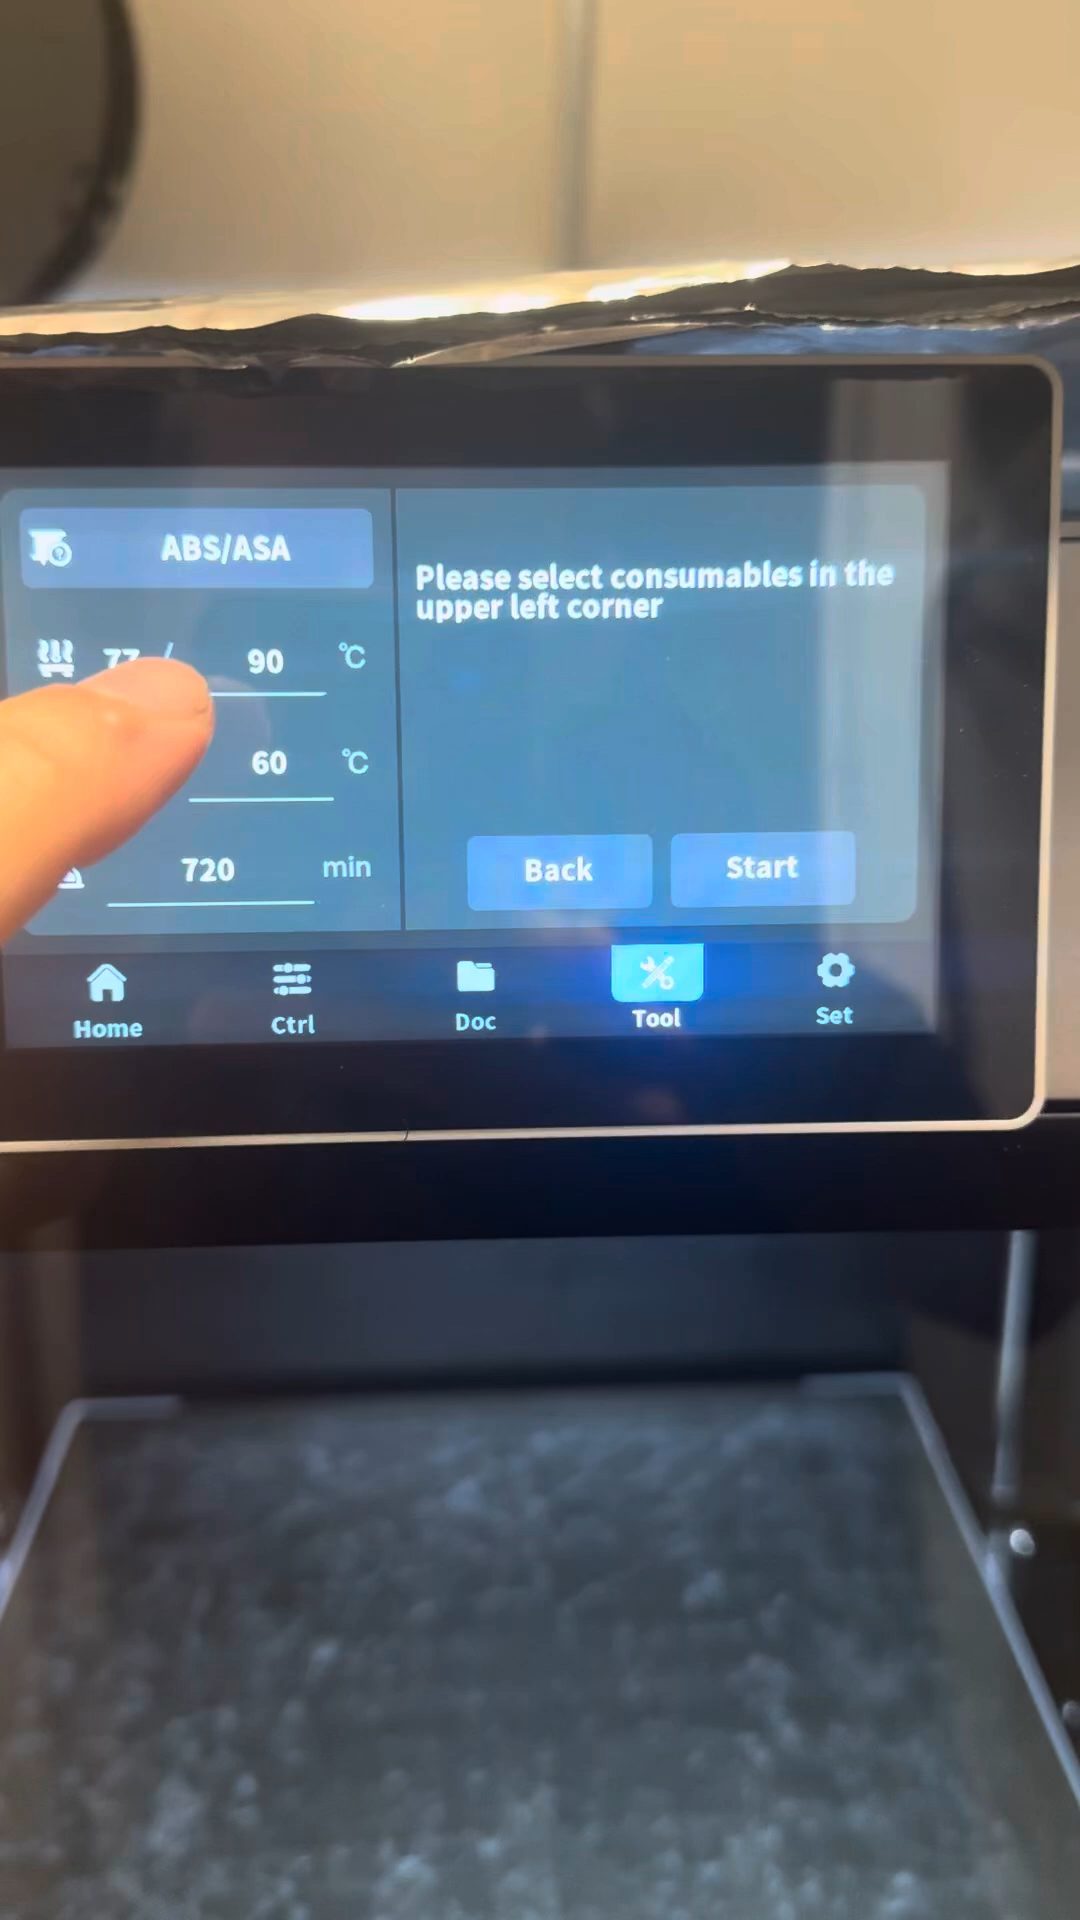 ABS/ASA
Please select consumables in the
upper left corner
77 / 90 ℃
60 ℃
720 min
Back
Start
Home
Ctrl
Doc
Tool
Set